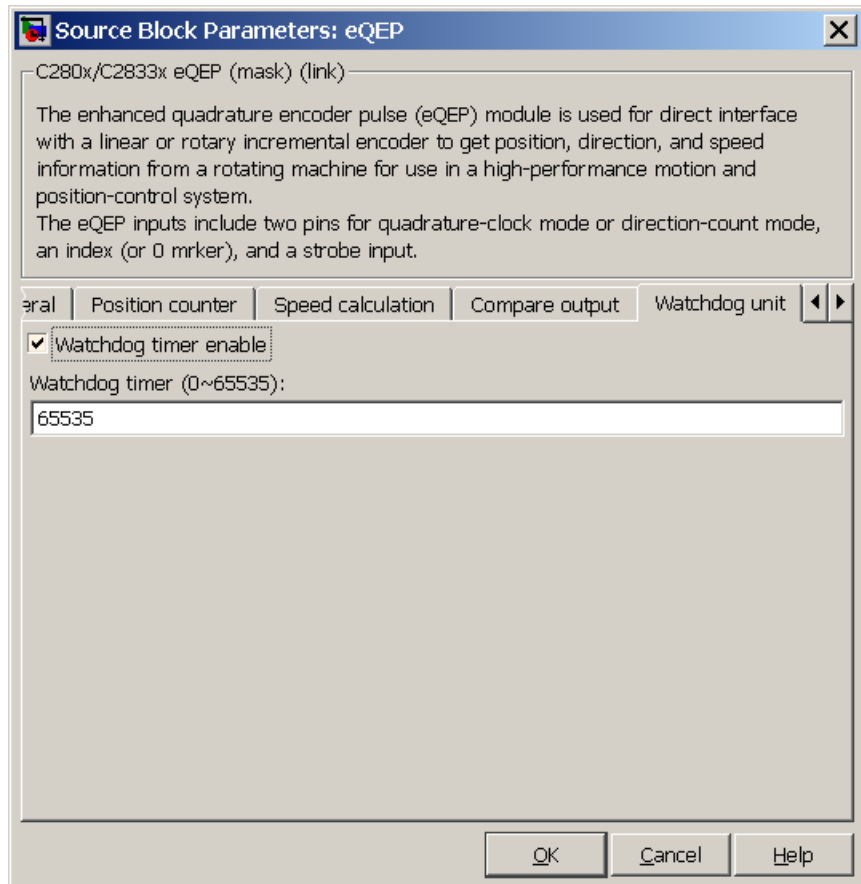 Source Block Parameters: eQEP
C280x/C2833x eQEP (mask) (link)
The enhanced quadrature encoder pulse (eQEP) module is used for direct interface
with a linear or rotary incremental encoder to get position, direction, and speed
information from a rotating machine for use in a high-performance motion and
position-control system.
The eQEP inputs include two pins for quadrature-clock mode or direction-count mode,
an index (or 0 mrker), and a strobe input.
eral Position counter Speed calculation Compare output Watchdog unit
Watchdog timer enable
Watchdog timer (0~65535):
65535
OK Cancel Help